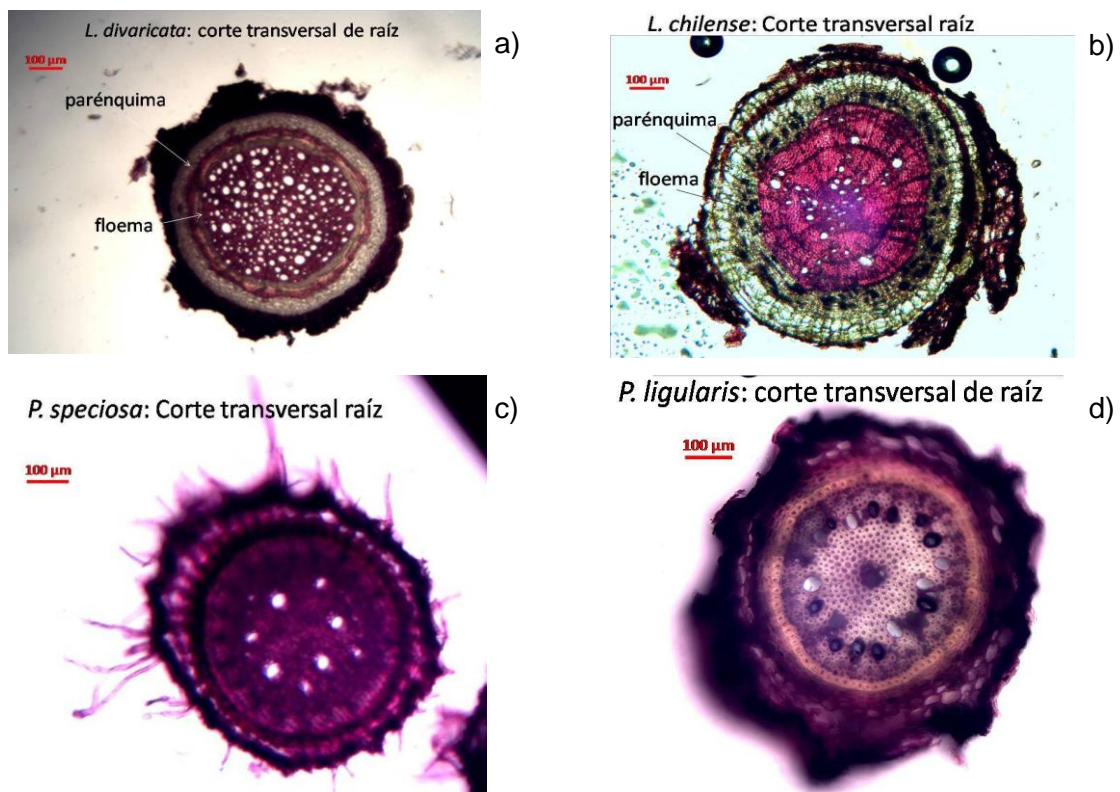 L. divaricata: corte transversal de raíz
a)
100 µm
parénquima
floema
L. chilense: Corte transversal raíz
b)
100 µm
parénquima
floema
P. speciosa: Corte transversal raíz
c)
100 µm
P. ligularis: corte transversal de raíz
d)
100 µm